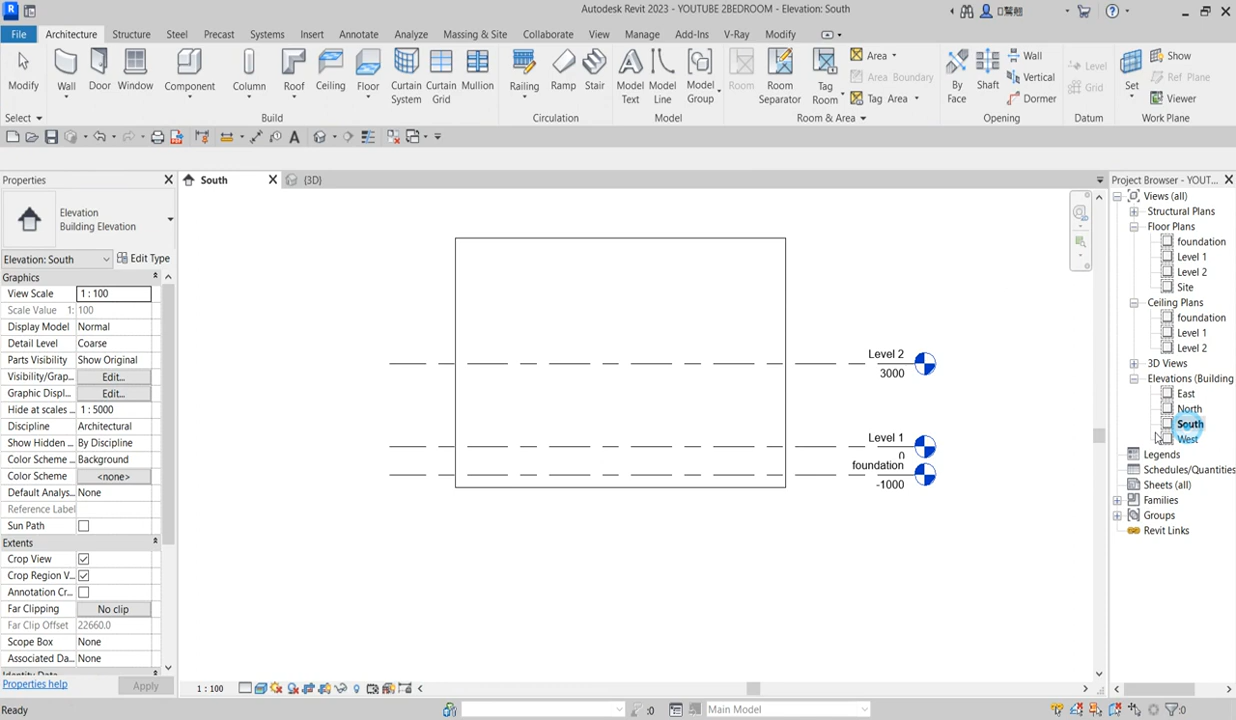 Autodesk Revit 2023 - YOUTUBE 2BEDROOM - Elevation: South
File Architecture Structure Steel Precast Systems Insert Annotate Analyze Massing & Site Collaborate View Manage Add-Ins V-Ray Modify
Modify Wall Door Window Component Column Roof Ceiling Floor Curtain System Curtain Grid Mullion Railing Ramp Stair Model Text Model Line Model Group Room Room Separator Tag Room
Area
Area Boundary
Tag Area
By Face Shaft
Wall
Vertical
Dormer
Level
Grid
Set
Show
Ref Plane
Viewer
Select Build Circulation Model Room & Area Opening Datum Work Plane
Properties
South
(3D)
Project Browser - YOUT...
Elevation
Building Elevation
Elevation: South
Edit Type
Graphics
View Scale 1 : 100
Scale Value 1: 100
Display Model Normal
Detail Level Coarse
Parts Visibility Show Original
Visibility/Grap... Edit...
Graphic Displ... Edit...
Hide at scales ... 1 : 5000
Discipline Architectural
Show Hidden ... By Discipline
Color Scheme ... Background
Color Scheme <none>
Default Analys... None
Reference Label
Sun Path
Extents
Crop View
Crop Region V...
Annotation Cr...
Far Clipping No clip
Far Clip Offset 22660.0
Scope Box None
Associated Da... None
Properties help
Apply
Level 2
3000
Level 1
0
foundation
-1000
Views (all)
Structural Plans
Floor Plans
foundation
Level 1
Level 2
Site
Ceiling Plans
foundation
Level 1
Level 2
3D Views
Elevations (Building
East
North
South
West
Legends
Schedules/Quantities
Sheets (all)
Families
Groups
Revit Links
1 : 100
Ready
:0
Main Model
:0